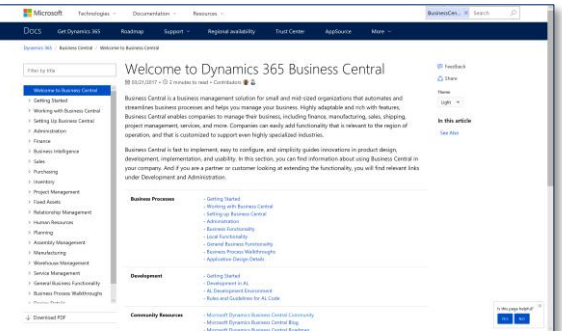 Microsoft
Technologies
Documentation
Resources
BusinessCen... × Search
Docs
Get Dynamics 365
Roadmap
Support
Regional availability
Trust Center
AppSource
More
Dynamics 365 / Business Central / Welcome to Business Central
Filter by title
Welcome to Business Central
Getting Started
Working with Business Central
Setting Up Business Central
Administration
Finance
Business Intelligence
Sales
Purchasing
Inventory
Project Management
Fixed Assets
Relationship Management
Human Resources
Planning
Assembly Management
Manufacturing
Warehouse Management
Service Management
General Business Functionality
Business Process Walkthroughs
Design Details
Download PDF
Welcome to Dynamics 365 Business Central
2017 • 2 minutes to read • Contributors
Business Central is a business management solution for small and mid-sized organizations that automates and
streamlines business processes and helps you manage your business. Highly adaptable and rich with features,
Business Central enables companies to manage their business, including finance, manufacturing, sales, shipping,
project management, services, and more. Companies can easily add functionality that is relevant to the region of
operation, and that is customized to support even highly specialized industries.
Business Central is fast to implement, easy to configure, and simplicity guides innovations in product design,
development, implementation, and usability. In this section, you can find information about using Business Central in
your company. And if you are a partner or customer looking at extending the functionality, you will find relevant links
under Development and Administration.
Business Processes
- Getting Started
- Working with Business Central
- Setting up Business Central
- Administration
- Business Functionality
- Local Functionality
- General Business Functionality
- Business Process Walkthroughs
- Application Design Details
Development
- Getting Started
- Development in AL
- AL Development Environment
- Rules and Guidelines for AL Code
Community Resources
- Microsoft Dynamics Business Central Community
- Microsoft Dynamics Business Central Blog
- Microsoft Dynamics Business Central Roadmap
Feedback
Share
Theme
Light
In this article
See Also
Is this page helpful?
YES
NO